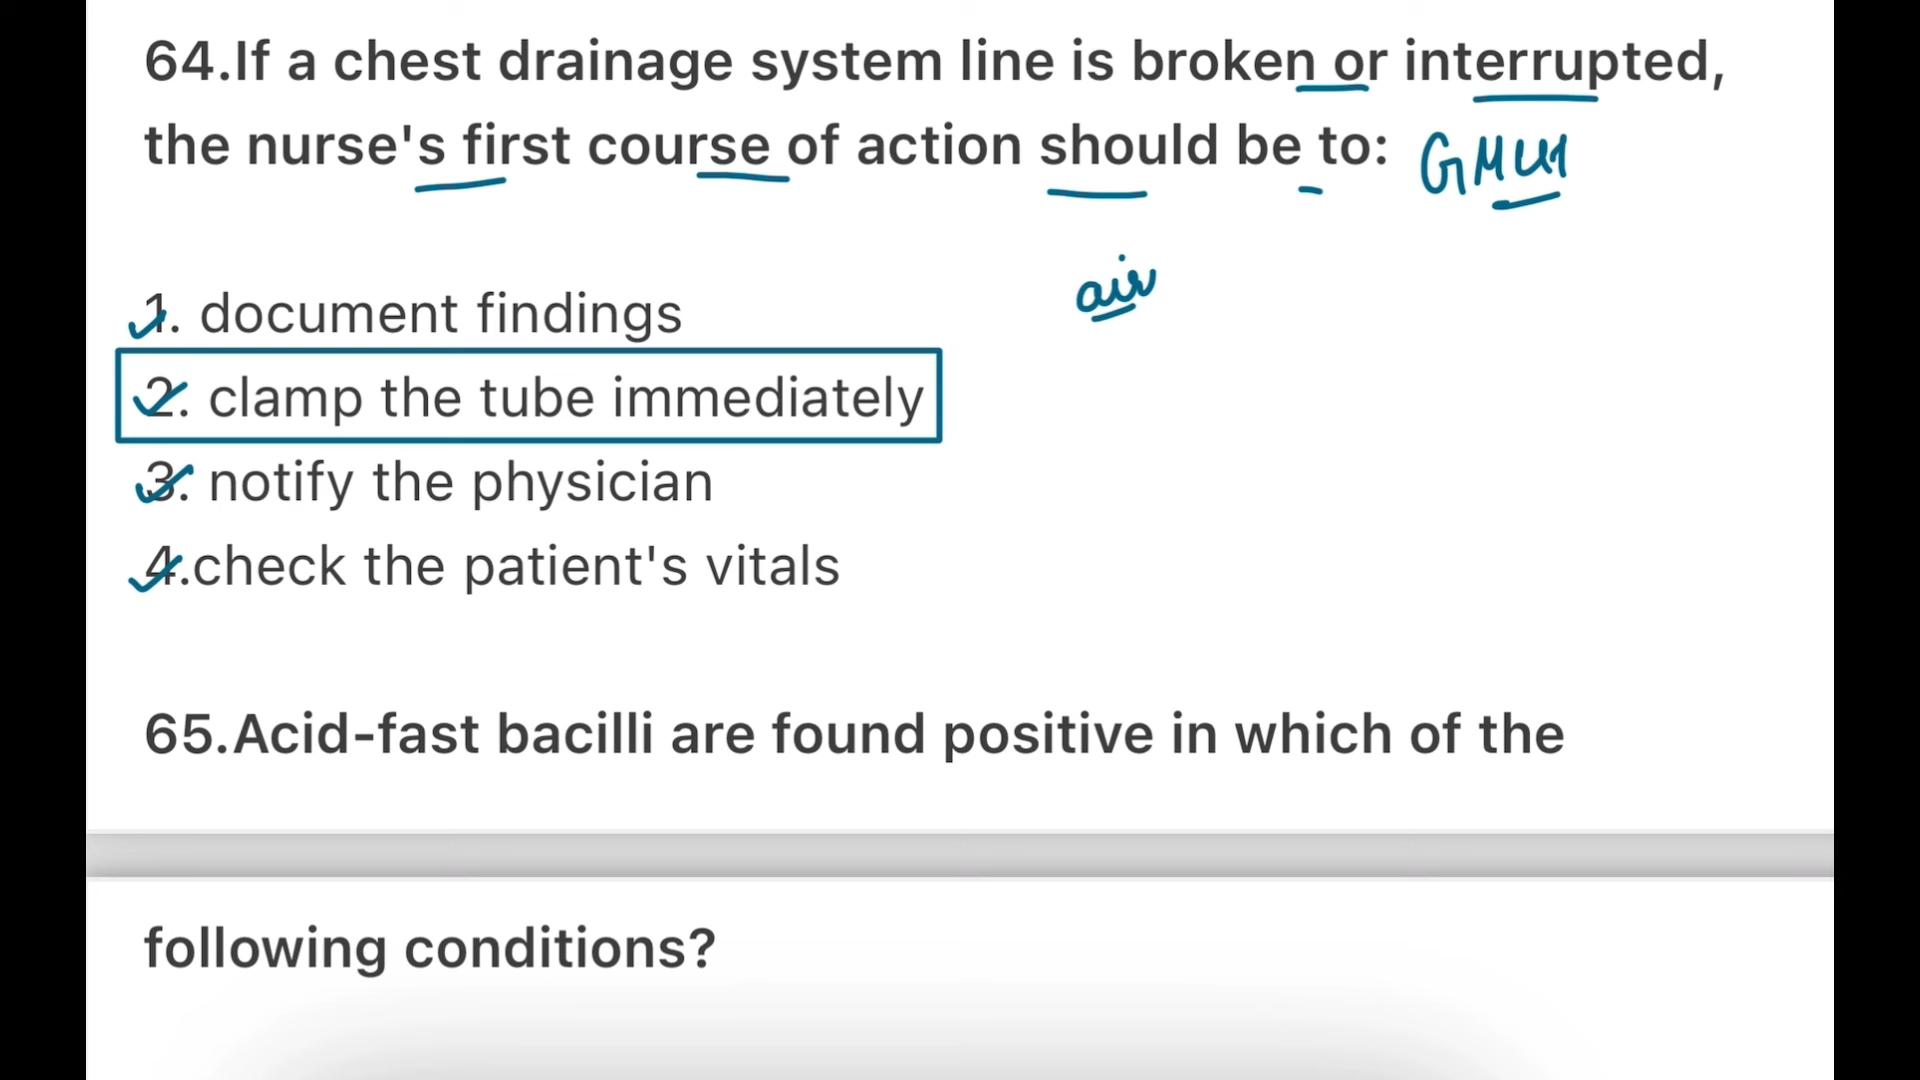 64.If a chest drainage system line is broken or interrupted,
the nurse's first course of action should be to:
air
1. document findings
2. clamp the tube immediately
3. notify the physician
4.check the patient's vitals
65.Acid-fast bacilli are found positive in which of the
following conditions?